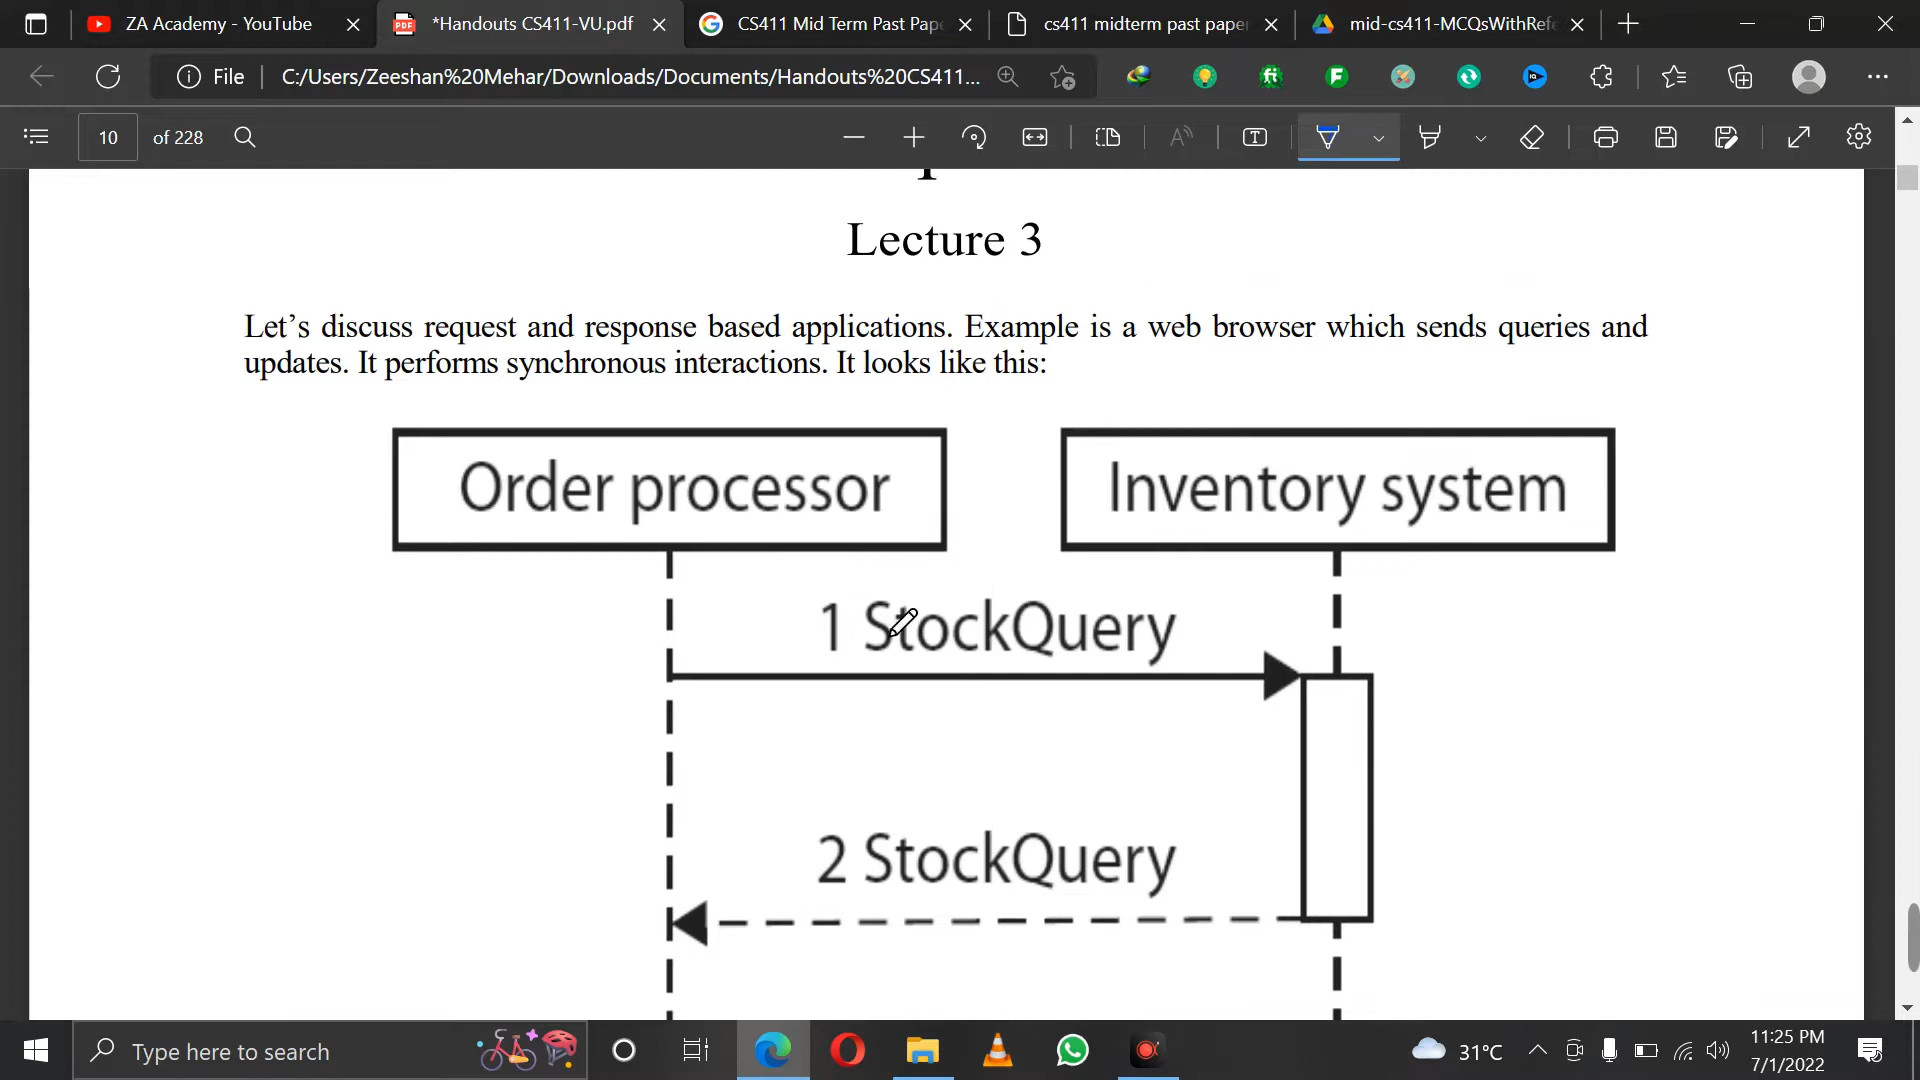 ZA Academy - YouTube
*Handouts CS411-VU.pdf
CS411 Mid Term Past Pap
cs411 midterm past pape
mid-cs411-MCQsWithRef
File
C:/Users/Zeeshan%20Mehar/Downloads/Documents/Handouts%20CS411...
10 of 228
Lecture 3
Let’s discuss request and response based applications. Example is a web browser which sends queries and
updates. It performs synchronous interactions. It looks like this:
Order processor
Inventory system
1 StockQuery
2 StockQuery
Type here to search
31°C
11:25 PM
7/1/2022